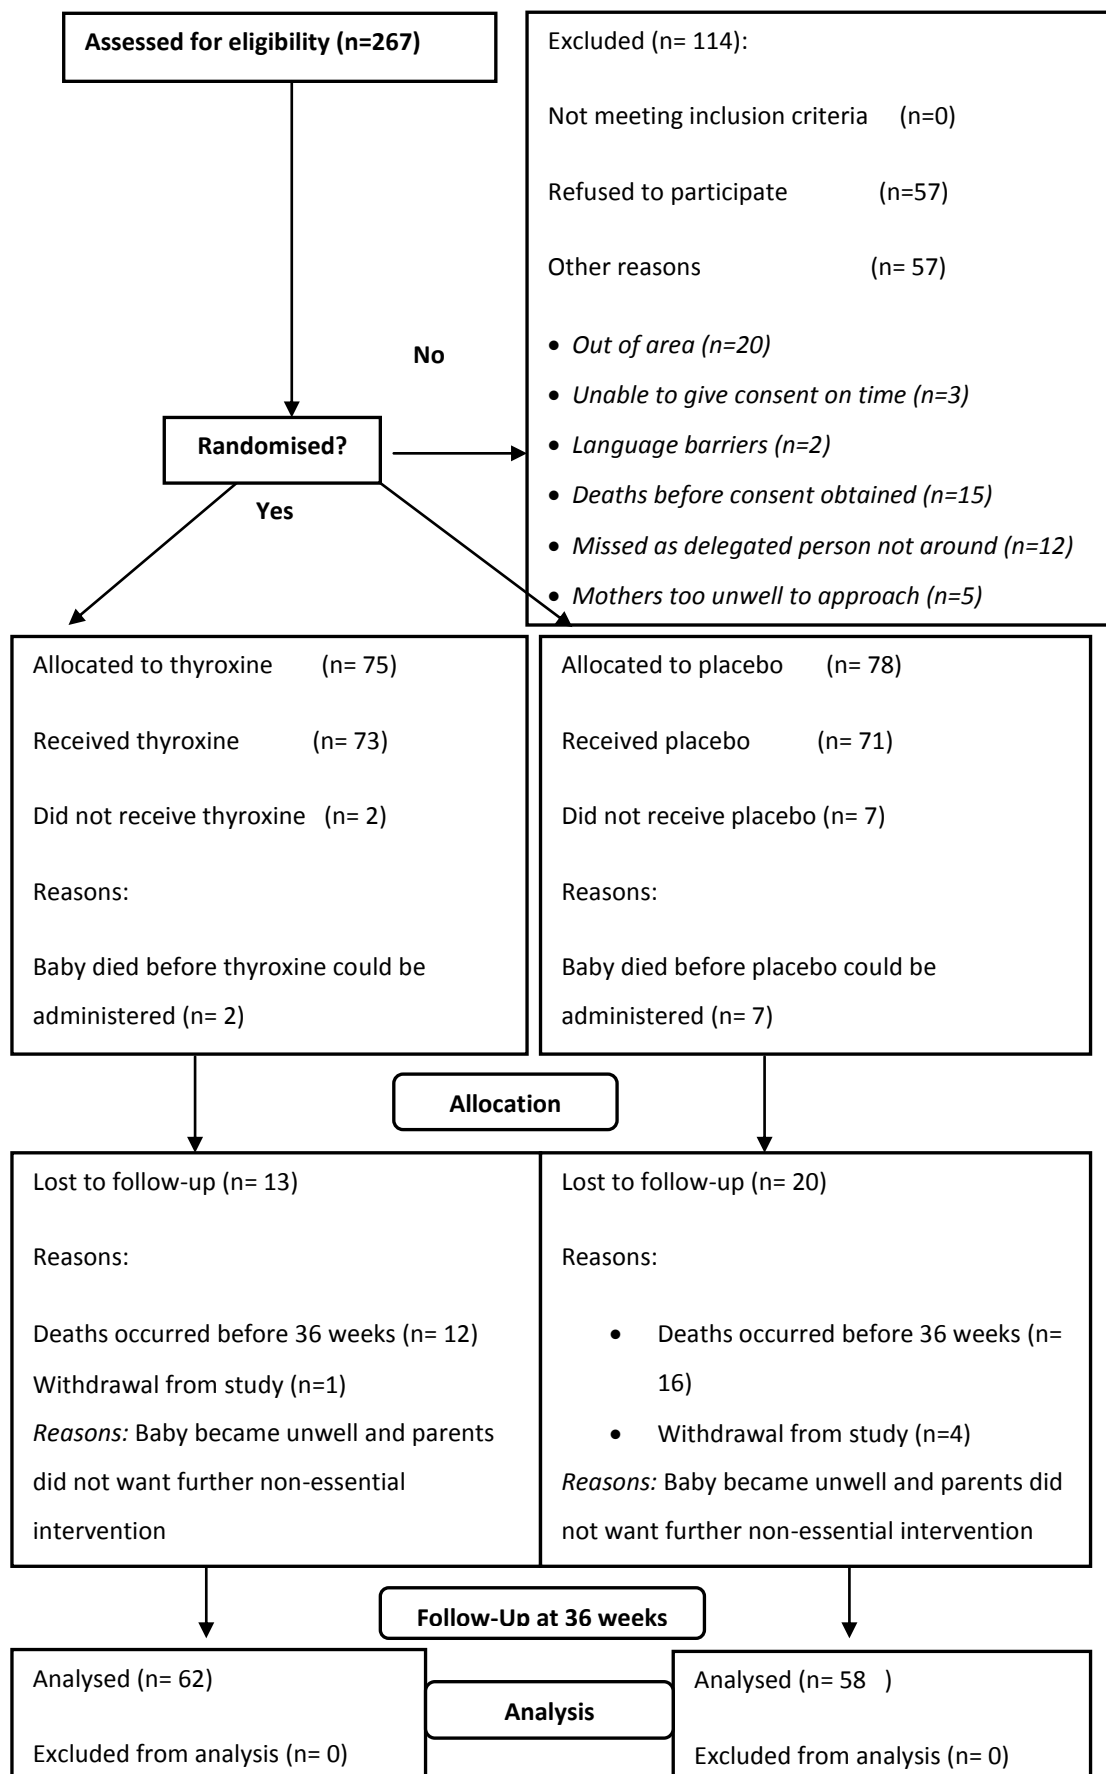 Assessed for eligibility (n=267)
Excluded (n= 114):
Not meeting inclusion criteria (n=0)
Refused to participate (n=57)
Other reasons (n= 57)
• Out of area (n=20)
• Unable to give consent on time (n=3)
• Language barriers (n=2)
• Deaths before consent obtained (n=15)
• Missed as delegated person not around (n=12)
• Mothers too unwell to approach (n=5)
No
Randomised?
Yes
Allocated to thyroxine (n= 75)
Received thyroxine (n= 73)
Did not receive thyroxine (n= 2)
Reasons:
Baby died before thyroxine could be
administered (n= 2)
Allocated to placebo (n= 78)
Received placebo (n= 71)
Did not receive placebo (n= 7)
Reasons:
Baby died before placebo could be
administered (n= 7)
Allocation
Lost to follow-up (n= 13)
Reasons:
Deaths occurred before 36 weeks (n= 12)
Withdrawal from study (n=1)
Reasons: Baby became unwell and parents
did not want further non-essential
intervention
Lost to follow-up (n= 20)
Reasons:
• Deaths occurred before 36 weeks (n=
16)
• Withdrawal from study (n=4)
Reasons: Baby became unwell and parents did
not want further non-essential intervention
Follow-Up at 36 weeks
Analysed (n= 62)
Excluded from analysis (n= 0)
Analysis
Analysed (n= 58 )
Excluded from analysis (n= 0)